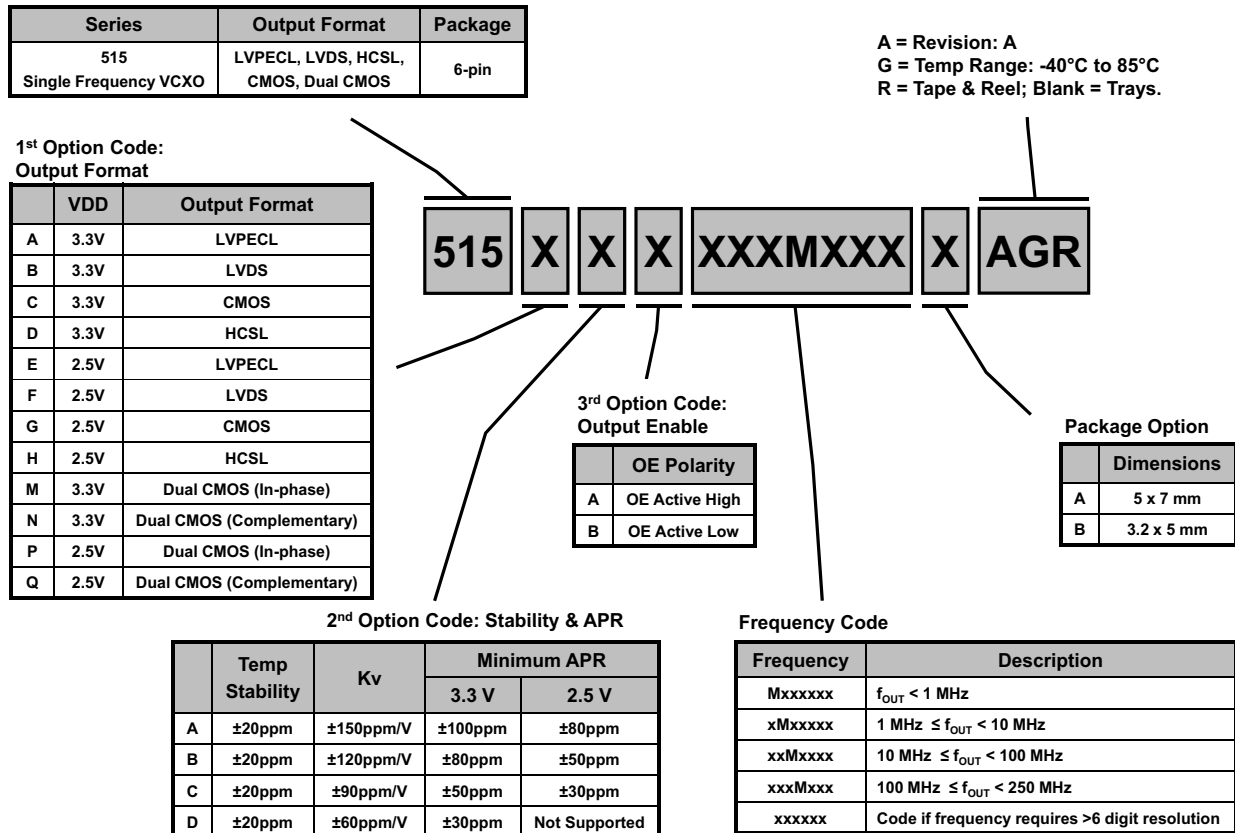 Series Output Format Package
515 Single Frequency VCXO LVPECL, LVDS, HCSL, CMOS, Dual CMOS 6-pin
A = Revision: A
G = Temp Range: -40°C to 85°C
R = Tape & Reel; Blank = Trays.
1st Option Code:
Output Format
VDD Output Format
A 3.3V LVPECL
B 3.3V LVDS
C 3.3V CMOS
D 3.3V HCSL
E 2.5V LVPECL
F 2.5V LVDS
G 2.5V CMOS
H 2.5V HCSL
M 3.3V Dual CMOS (In-phase)
N 3.3V Dual CMOS (Complementary)
P 2.5V Dual CMOS (In-phase)
Q 2.5V Dual CMOS (Complementary)
515 X X X XXXMXXX X AGR
3rd Option Code:
Output Enable
OE Polarity
A OE Active High
B OE Active Low
Package Option
Dimensions
A 5 x 7 mm
B 3.2 x 5 mm
2nd Option Code: Stability & APR
Temp Stability Kv Minimum APR
3.3 V 2.5 V
A ±20ppm ±150ppm/V ±100ppm ±80ppm
B ±20ppm ±120ppm/V ±80ppm ±50ppm
C ±20ppm ±90ppm/V ±50ppm ±30ppm
D ±20ppm ±60ppm/V ±30ppm Not Supported
Frequency Code
Frequency Description
Mxxxxxx fOUT < 1 MHz
xMxxxxx 1 MHz ≤ fOUT < 10 MHz
xxMxxxx 10 MHz ≤ fOUT < 100 MHz
xxxMxxx 100 MHz ≤ fOUT < 250 MHz
xxxxxx Code if frequency requires >6 digit resolution